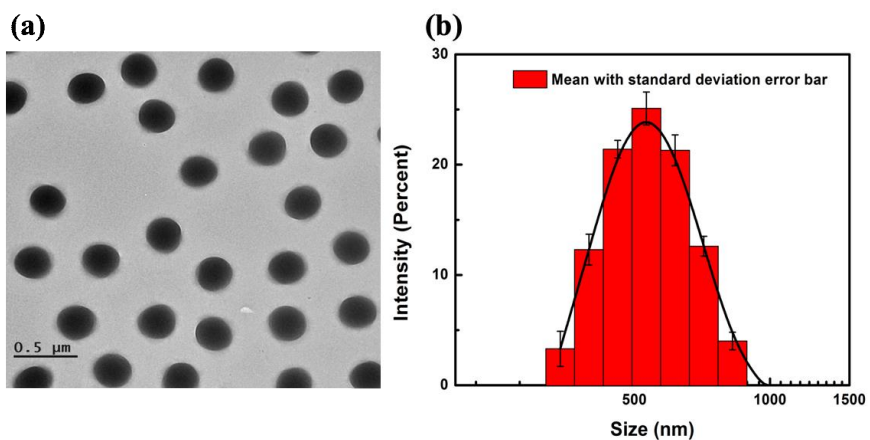 (a)
0.5 µm
(b)
Mean with standard deviation error bar
Intensity (Percent)
30
20
10
0
500
1000
1500
Size (nm)